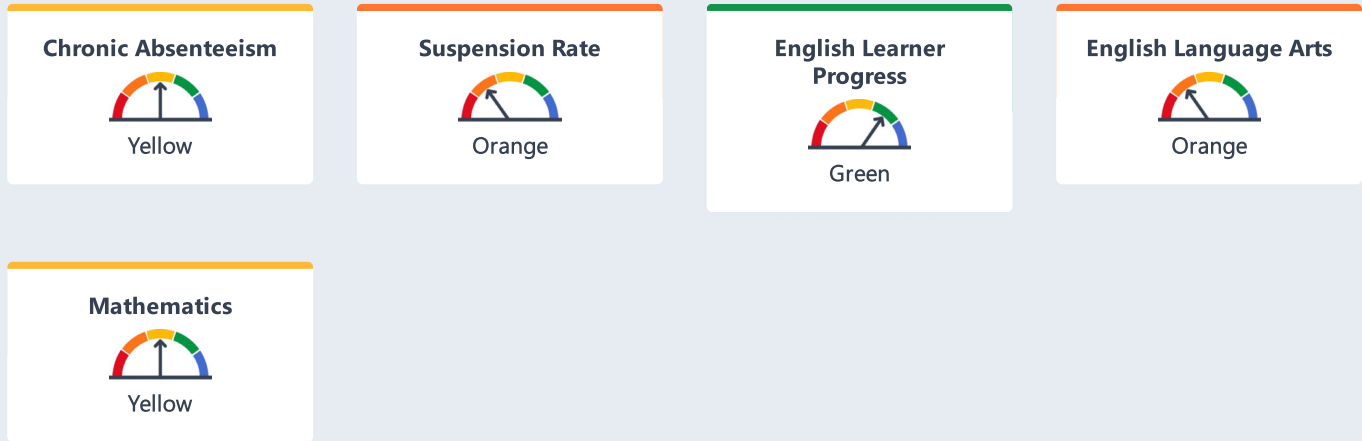 Chronic Absenteeism
Yellow
Suspension Rate
Orange
English Learner
Progress
Green
English Language Arts
Orange
Mathematics
Yellow